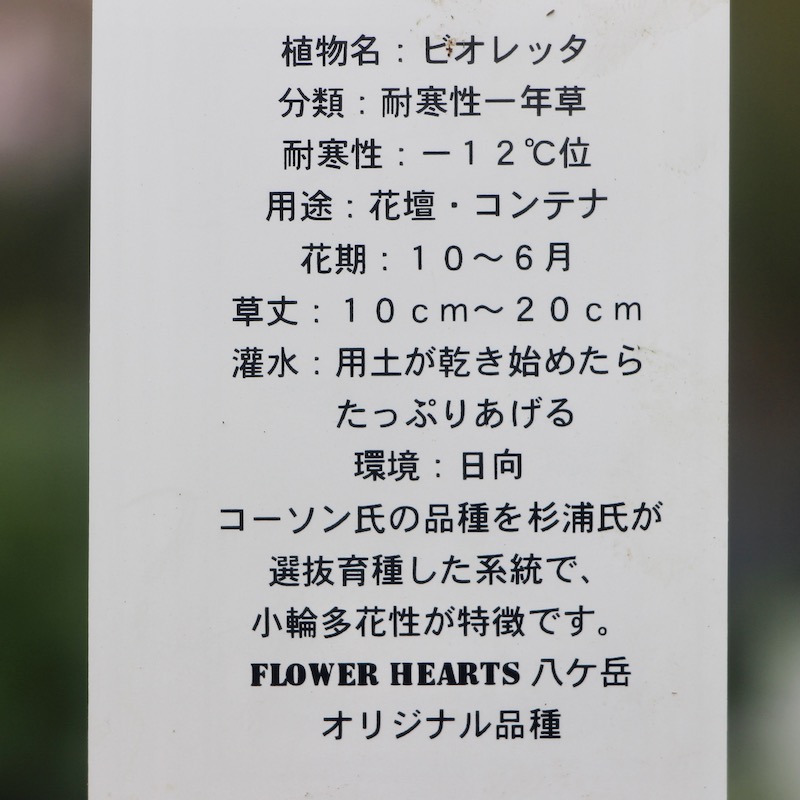 植物名：ビオレッタ
分類：耐寒性一年草
耐寒性：－１２℃位
用途：花壇・コンテナ
花期：１０～６月
草丈：１０ｃｍ～２０ｃｍ
灌水：用土が乾き始めたら
たっぷりあげる
環境：日向
コーソン氏の品種を杉浦氏が
選抜育種した系統で、
小輪多花性が特徴です。
FLOWER HEARTS 八ケ岳
オリジナル品種